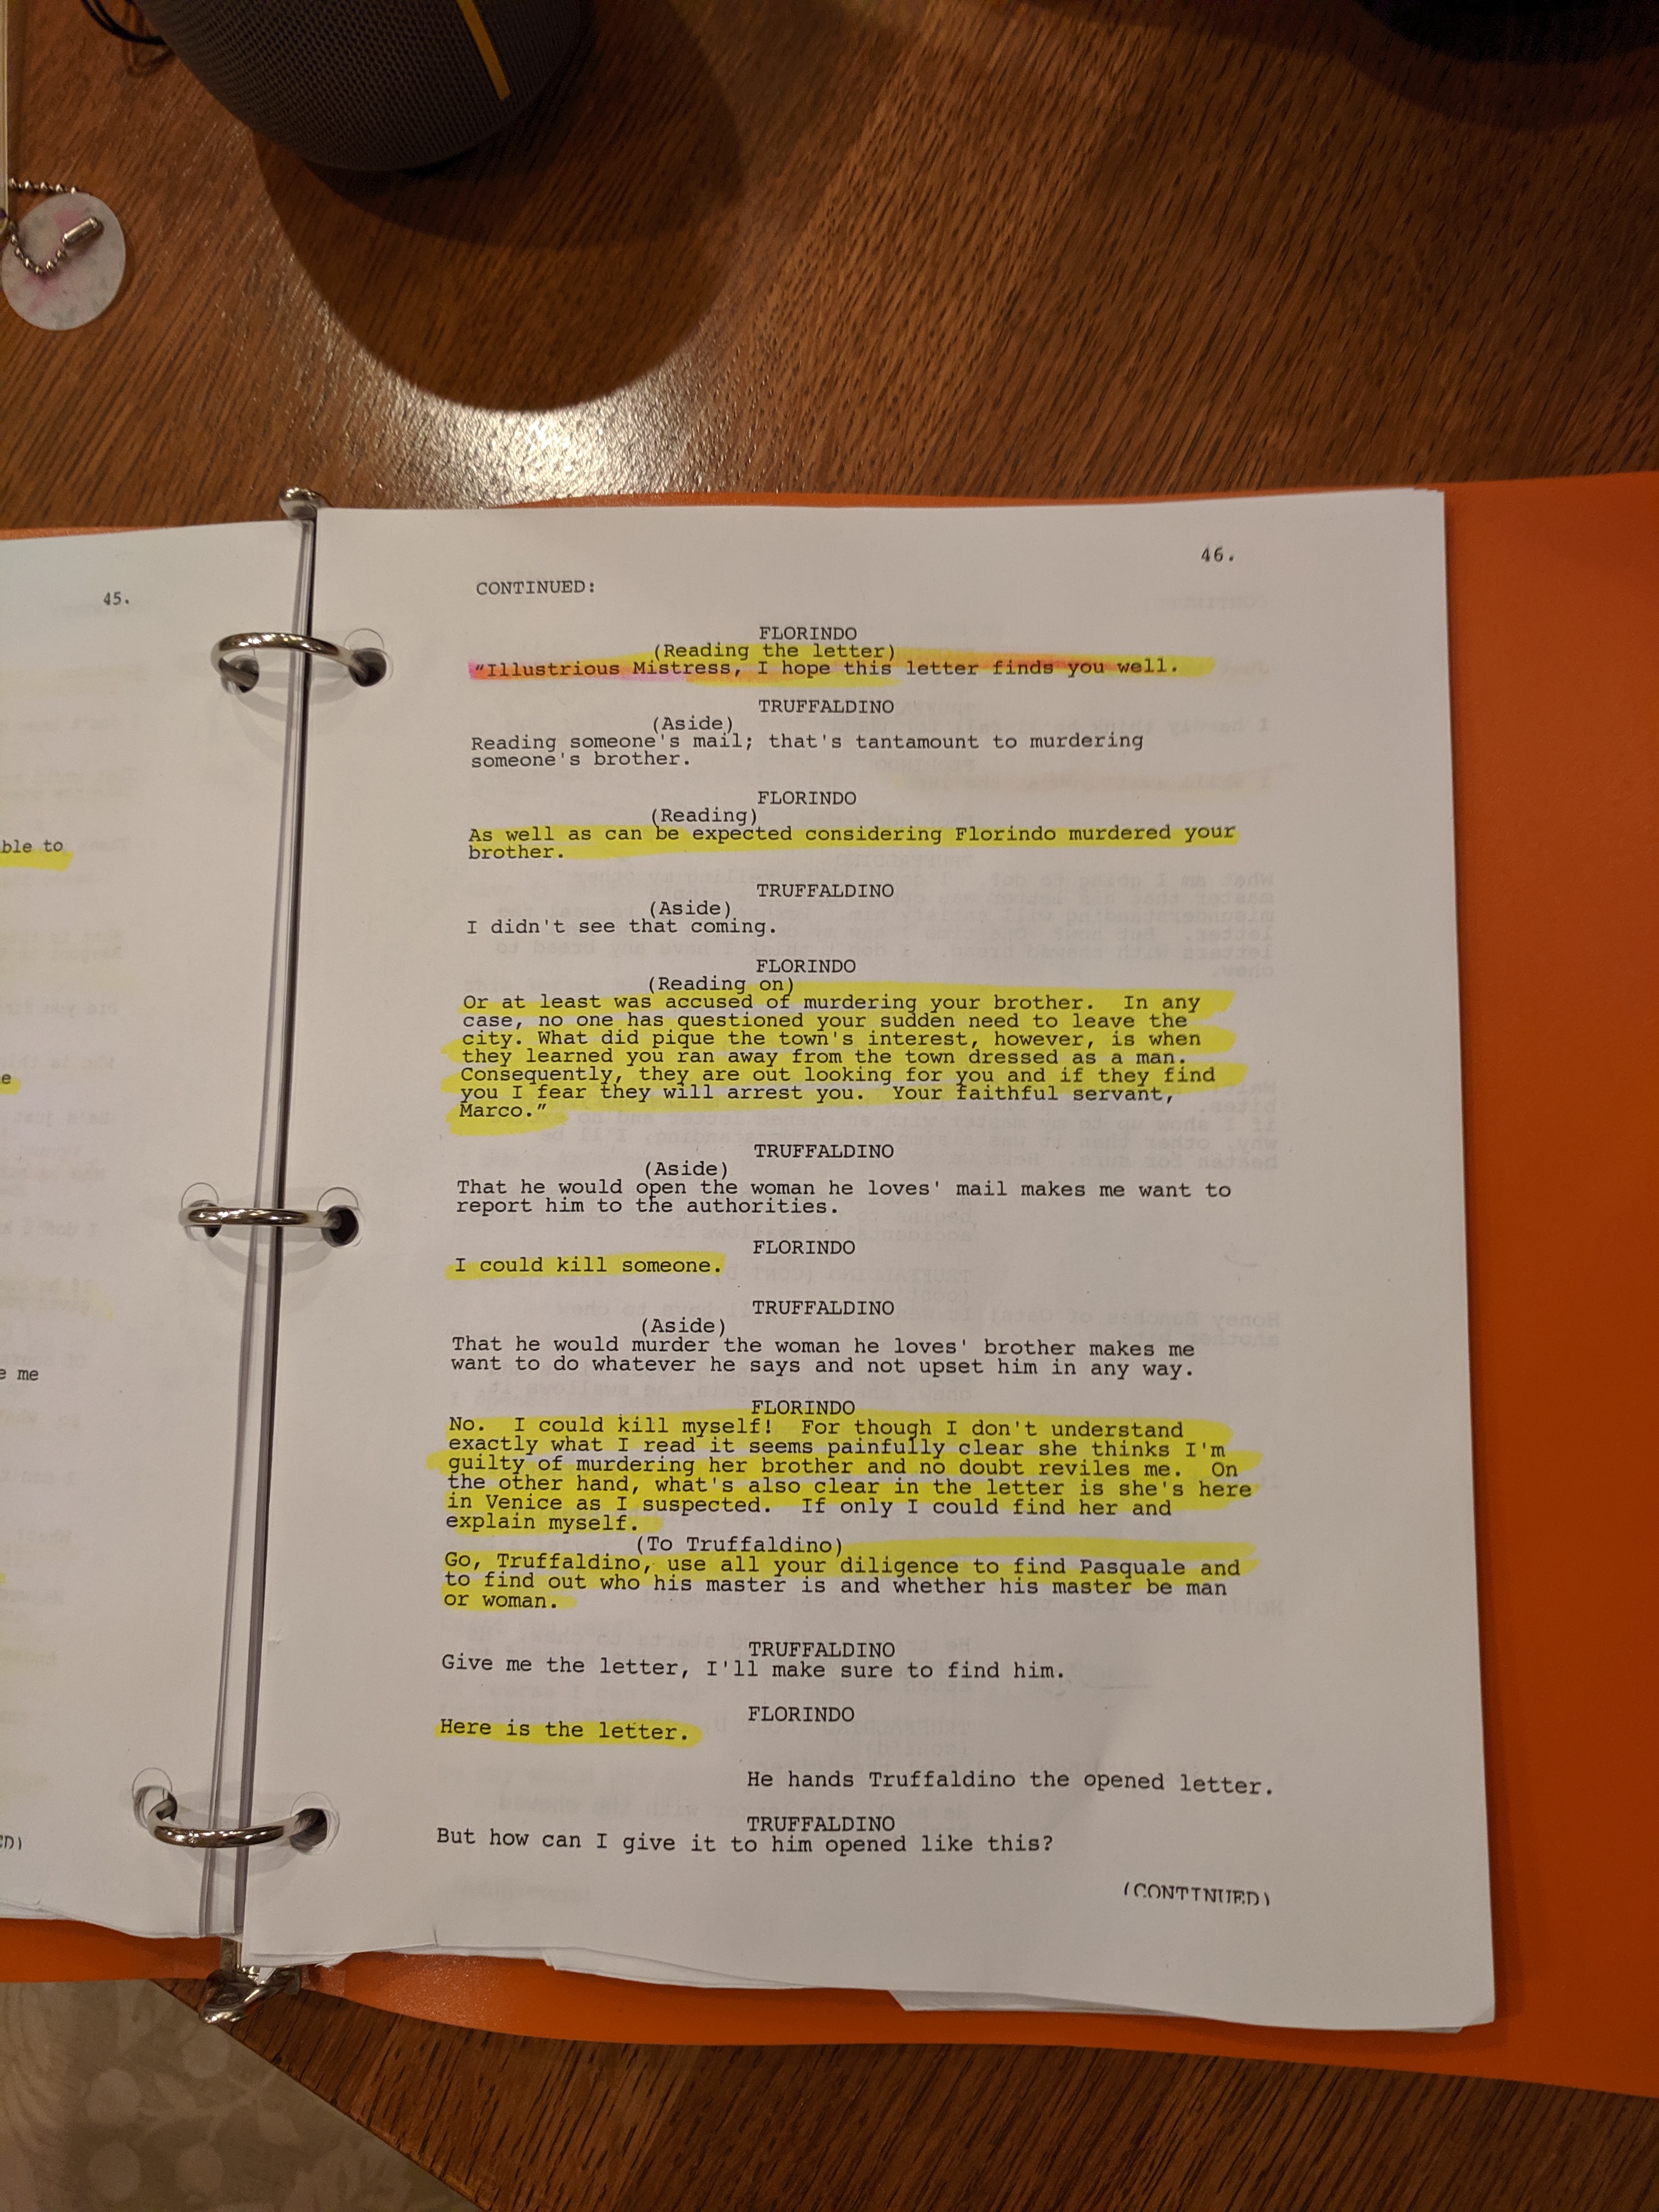 45.
ble to
e
e me
ED)
46.
CONTINUED:
FLORINDO
(Reading the letter)
“Illustrious Mistress, I hope this letter finds you well.
TRUFFALDINO
(Aside)
Reading someone's mail; that's tantamount to murdering
someone's brother.
FLORINDO
(Reading)
As well as can be expected considering Florindo murdered your
brother.
TRUFFALDINO
(Aside)
I didn't see that coming.
FLORINDO
(Reading on)
Or at least was accused of murdering your brother. In any
case, no one has questioned your sudden need to leave the
city. What did pique the town's interest, however, is when
they learned you ran away from the town dressed as a man.
Consequently, they are out looking for you and if they find
you I fear they will arrest you. Your faithful servant,
Marco.”
TRUFFALDINO
(Aside)
That he would open the woman he loves' mail makes me want to
report him to the authorities.
FLORINDO
I could kill someone.
TRUFFALDINO
(Aside)
That he would murder the woman he loves' brother makes me
want to do whatever he says and not upset him in any way.
FLORINDO
No. I could kill myself! For though I don't understand
exactly what I read it seems painfully clear she thinks I'm
guilty of murdering her brother and no doubt reviles me. On
the other hand, what's also clear in the letter is she's here
in Venice as I suspected. If only I could find her and
explain myself.
(To Truffaldino)
Go, Truffaldino, use all your diligence to find Pasquale and
to find out who his master is and whether his master be man
or woman.
TRUFFALDINO
Give me the letter, I'll make sure to find him.
FLORINDO
Here is the letter.
He hands Truffaldino the opened letter.
TRUFFALDINO
But how can I give it to him opened like this?
(CONTINUED)